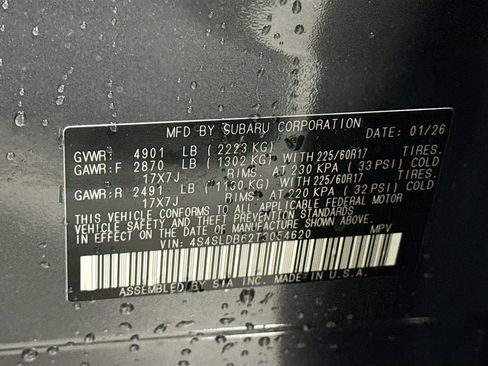 MFD BY SUBARU CORPORATION DATE: 01/26
GVWR: 4901 LB ( 2223 KG) TIRES.
GAWR:F 2870 LB ( 1302 KG) WITH 225/60R17
17X7J RIMS. AT 230 KPA ( 33 PSI) COLD
GAWR:R 2491 LB ( 1130 KG) WITH 225/60R17 TIRES.
17X7J RIMS. AT 220 KPA ( 32 PSI) COLD
THIS VEHICLE CONFORMS TO ALL APPLICABLE FEDERAL MOTOR
VEHICLE SAFETY AND THEFT PREVENTION STANDARDS
IN EFFECT ON THE DATE OF MANUFACTURE SHOWN ABOVE.
VIN: 4S4SLDB62T3054620 MPV
ASSEMBLED BY SIA INC. MADE IN U.S.A.